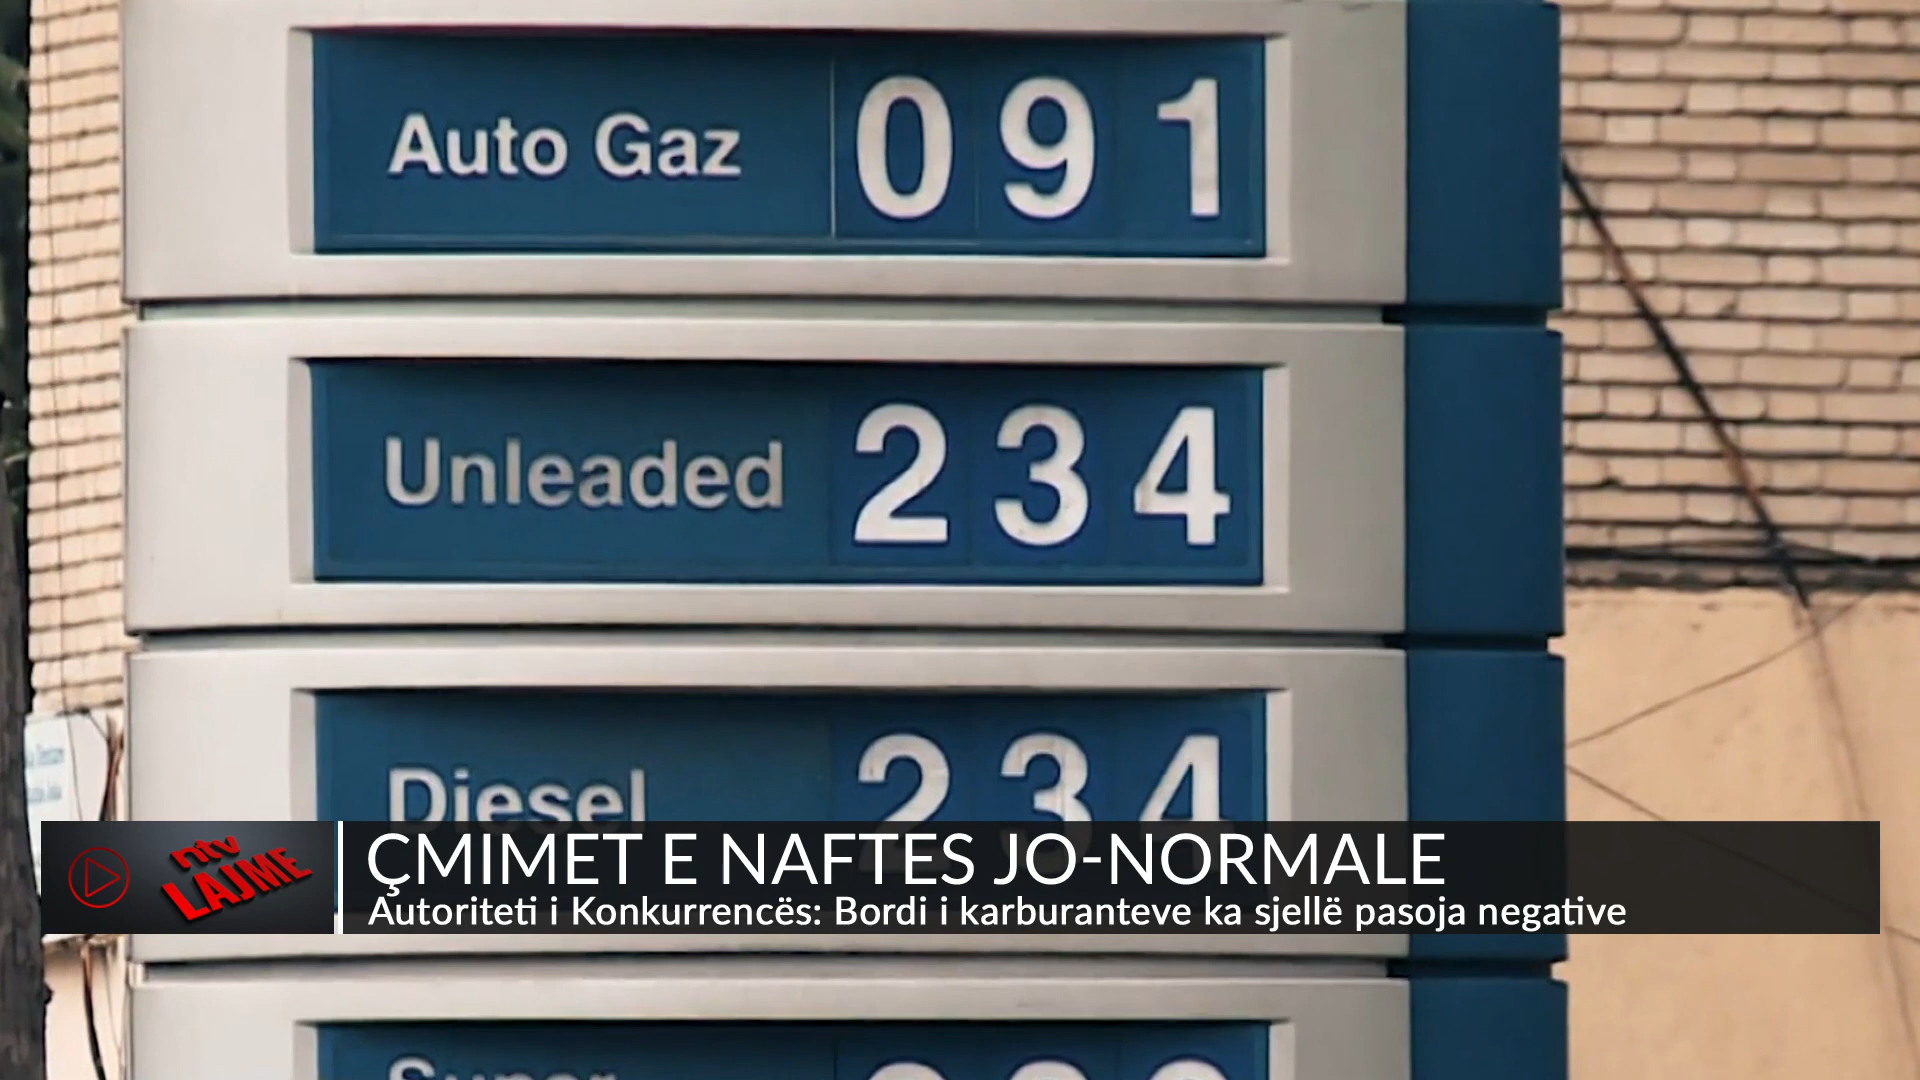 Auto Gaz 091
Unleaded 234
Diesel 234
ntv
LAJME
ÇMIMET E NAFTES JO-NORMALE
Autoriteti i Konkurrencës: Bordi i karburanteve ka sjellë pasoja negative
Super